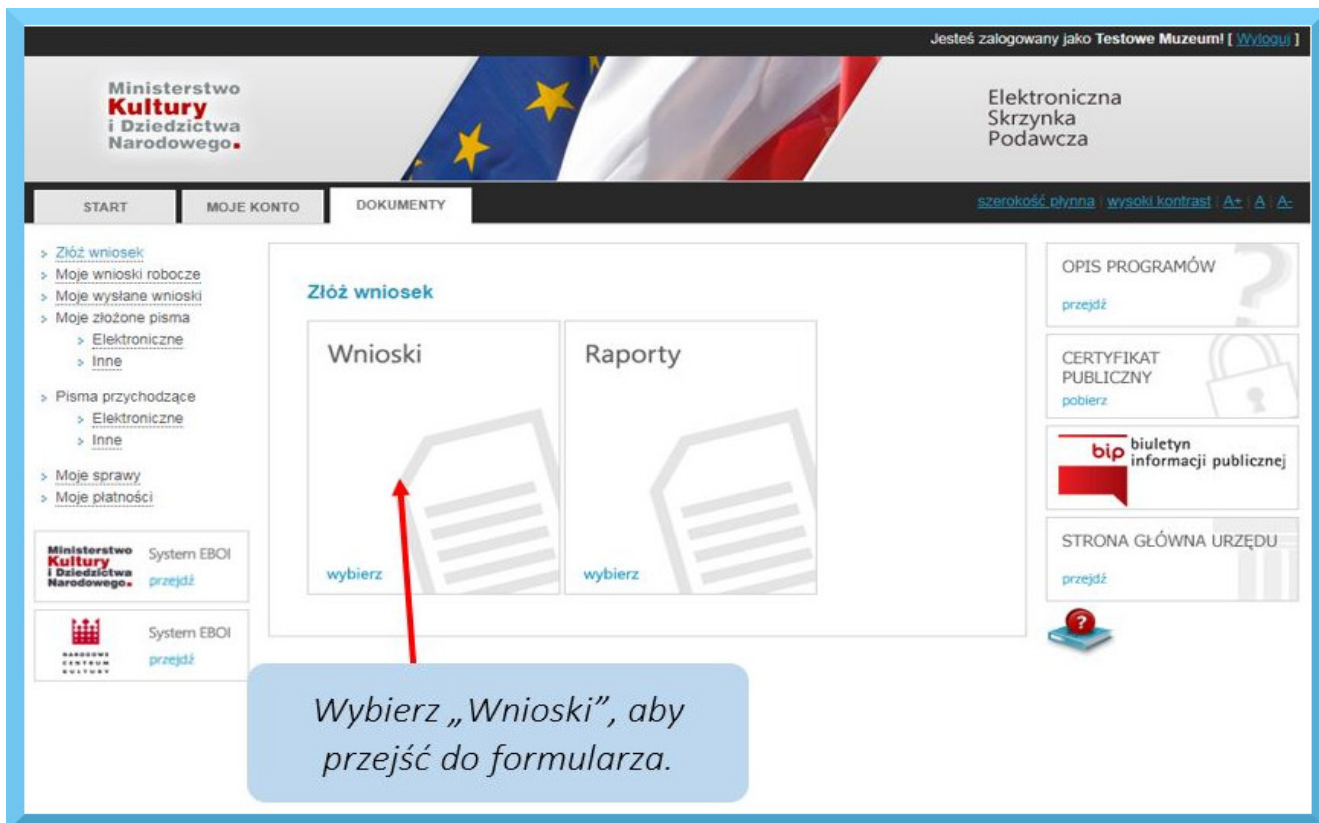 Jesteś zalogowany jako Testowe Muzeum! [ Wyloguj ]
Ministerstwo
Kultury
i Dziedzictwa
Narodowego.
Elektroniczna
Skrzynka
Podawcza
START
MOJE KONTO
DOKUMENTY
szerokość płynna | wysoki kontrast | A+ | A | A-
Złóż wniosek
Moje wnioski robocze
Moje wysłane wnioski
Moje złożone pisma
Elektroniczne
Inne
Pisma przychodzące
Elektroniczne
Inne
Moje sprawy
Moje płatności
Ministerstwo
Kultury
i Dziedzictwa
Narodowego.
System EBOI
przejdź
NARODOWE
CENTRUM
KULTURY
System EBOI
przejdź
Złóż wniosek
Wnioski
wybierz
Raporty
wybierz
OPIS PROGRAMÓW
przejdź
?
CERTYFIKAT
PUBLICZNY
pobierz
bip biuletyn
informacji publicznej
STRONA GŁÓWNA URZĘDU
przejdź
?
Wybierz „Wnioski”, aby
przejść do formularza.